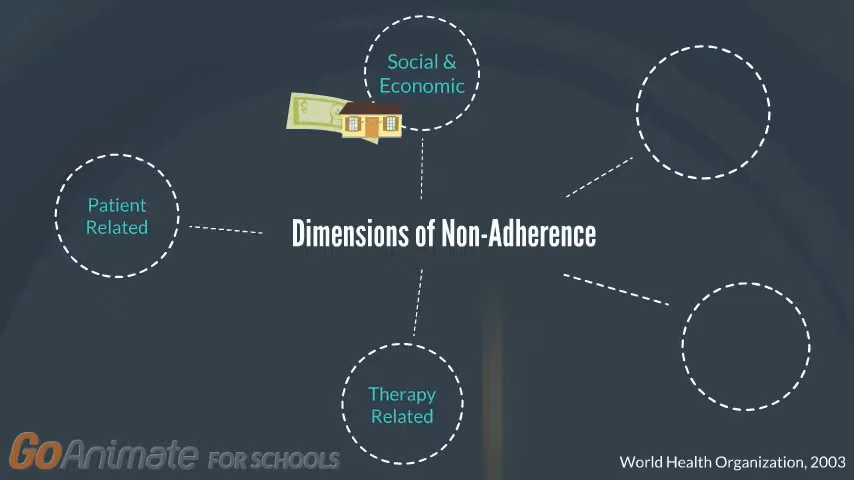 Social &
Economic
Patient
Related
Dimensions of Non-Adherence
Therapy
Related
GoAnimate FOR SCHOOLS
World Health Organization, 2003